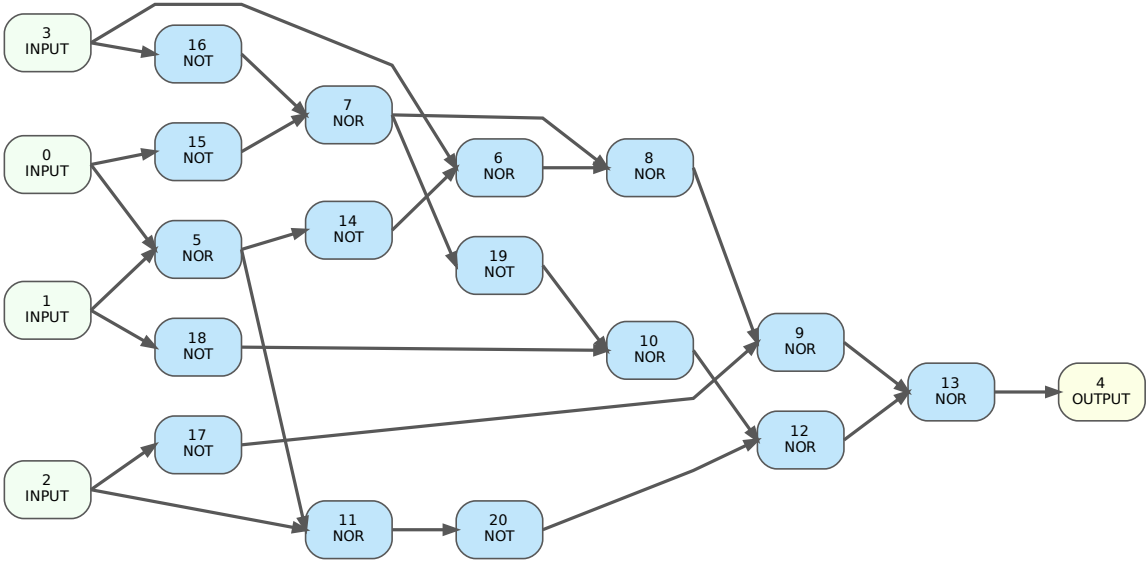 3
INPUT
16
NOT
7
NOR
0
INPUT
15
NOT
6
NOR
8
NOR
5
NOR
14
NOT
19
NOT
1
INPUT
18
NOT
10
NOR
9
NOR
13
NOR
4
OUTPUT
17
NOT
12
NOR
2
INPUT
11
NOR
20
NOT